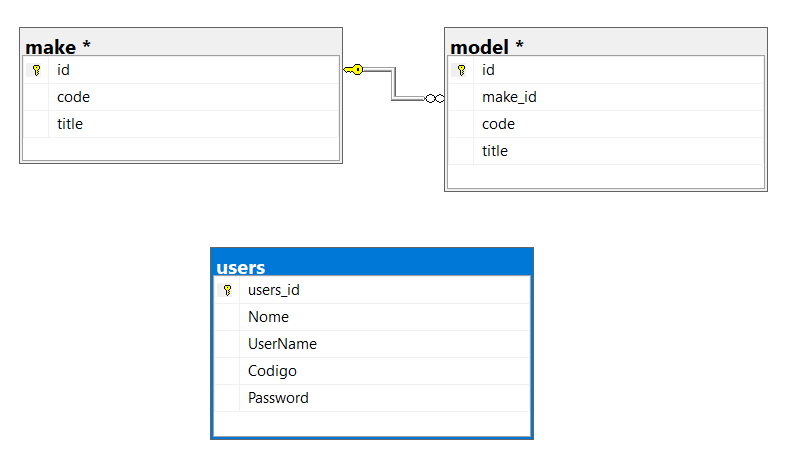 make *
id
code
title
model *
id
make_id
code
title
users
users_id
Nome
UserName
Codigo
Password